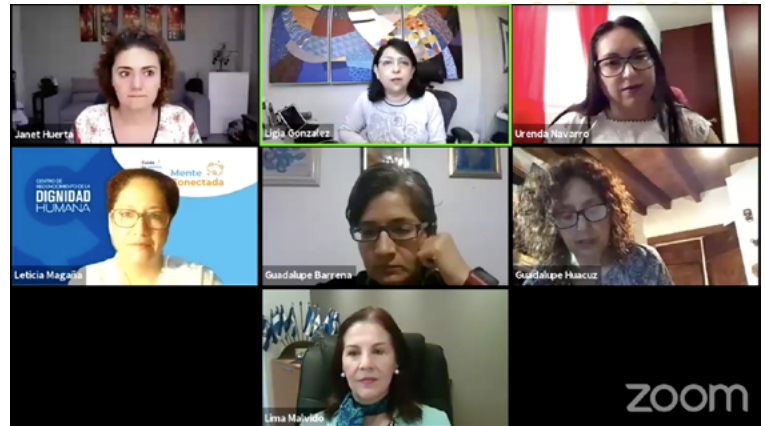 Janet Huerta
Ligia Gonzalez
Urenda Navarro
CENTRO DE
RECONOCIMIENTO DE LA
DIGNIDAD
HUMANA
Mente
Conectada
Leticia Magaña
Guadalupe Barrena
Guadalupe Huacuz
Lima Malvido
zoom